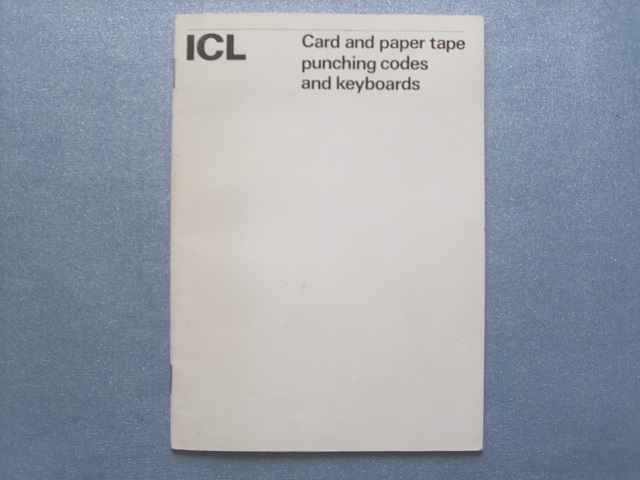 ICL
Card and paper tape
punching codes
and keyboards